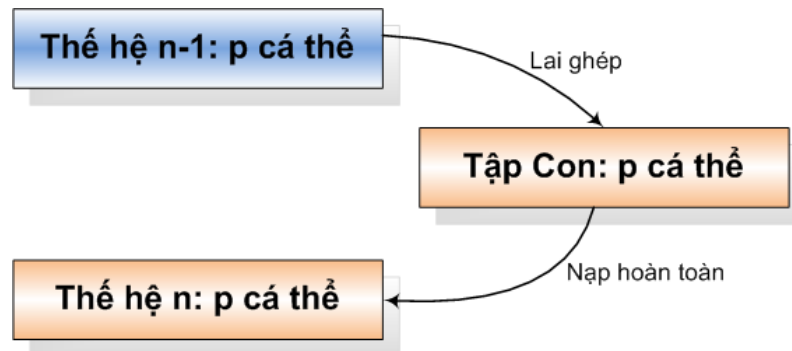 Thế hệ n-1: p cá thể
Lai ghép
Tập Con: p cá thể
Nạp hoàn toàn
Thế hệ n: p cá thể